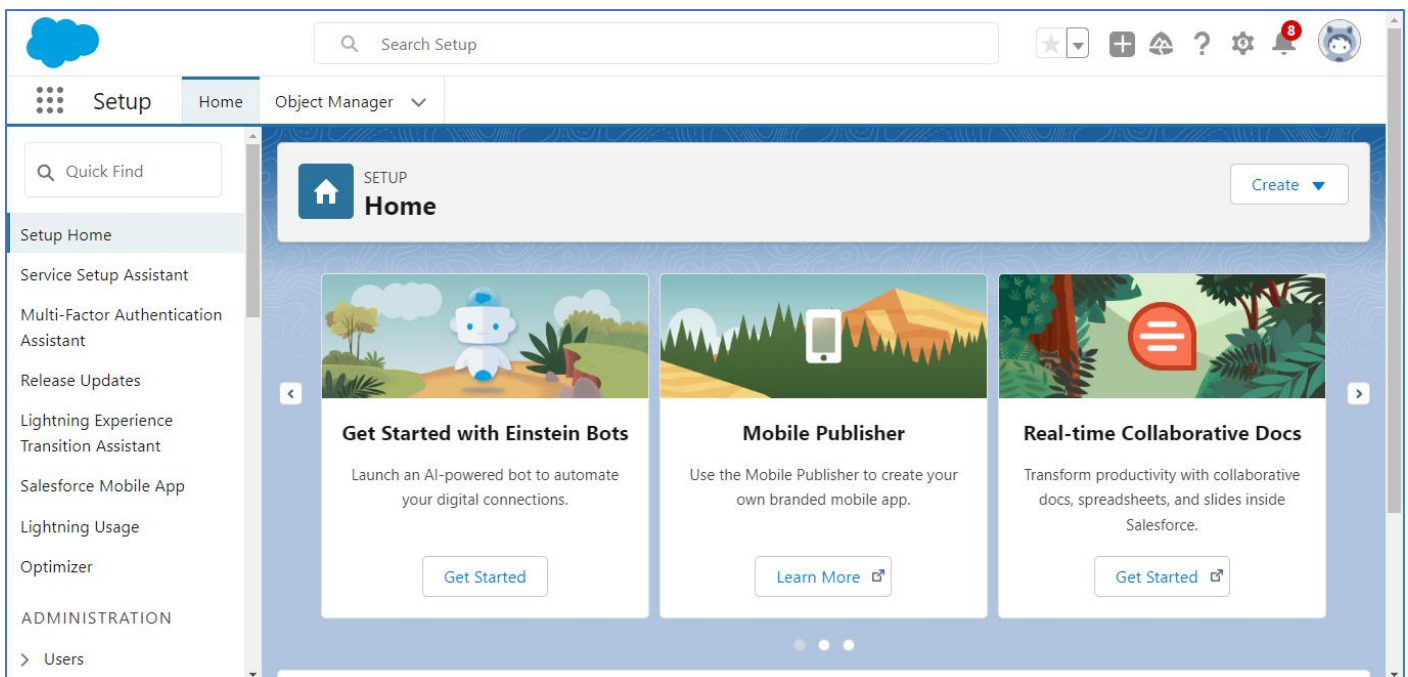 Search Setup
8
Setup
Home
Object Manager
Quick Find
Setup Home
Service Setup Assistant
Multi-Factor Authentication
Assistant
Release Updates
Lightning Experience
Transition Assistant
Salesforce Mobile App
Lightning Usage
Optimizer
ADMINISTRATION
Users
SETUP
Home
Create
Get Started with Einstein Bots
Launch an AI-powered bot to automate
your digital connections.
Get Started
Mobile Publisher
Use the Mobile Publisher to create your
own branded mobile app.
Learn More
Real-time Collaborative Docs
Transform productivity with collaborative
docs, spreadsheets, and slides inside
Salesforce.
Get Started